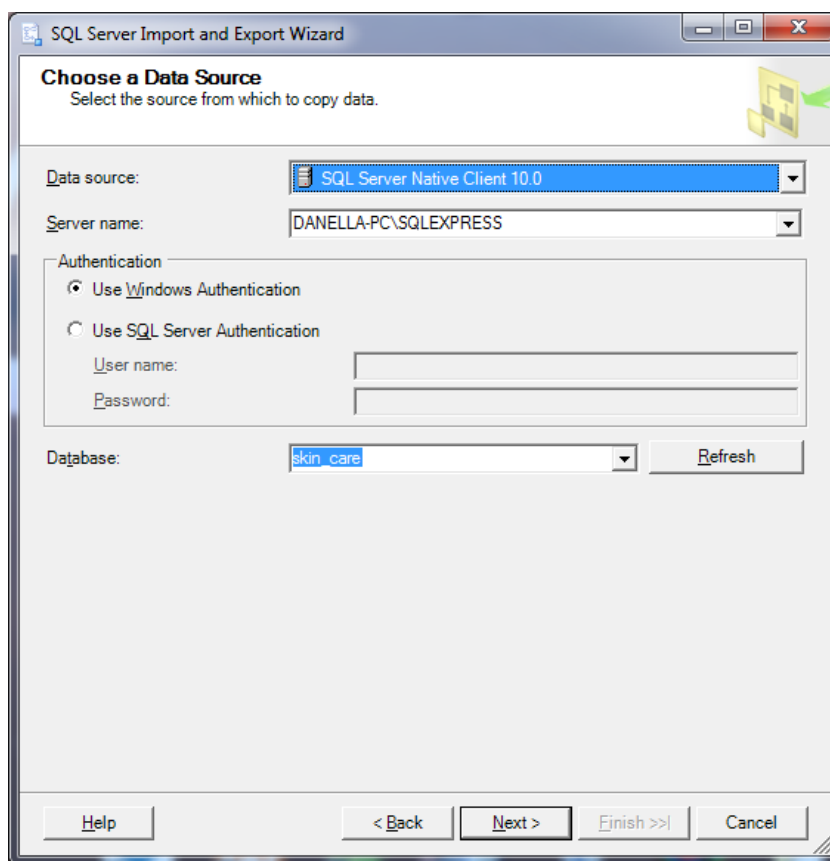 SQL Server Import and Export Wizard
Choose a Data Source
Select the source from which to copy data.
Data source: SQL Server Native Client 10.0
Server name: DANELLA-PC\SQLEXPRESS
Authentication
Use Windows Authentication
Use SQL Server Authentication
User name:
Password:
Database: skin_care Refresh
Help < Back Next > Finish >>| Cancel